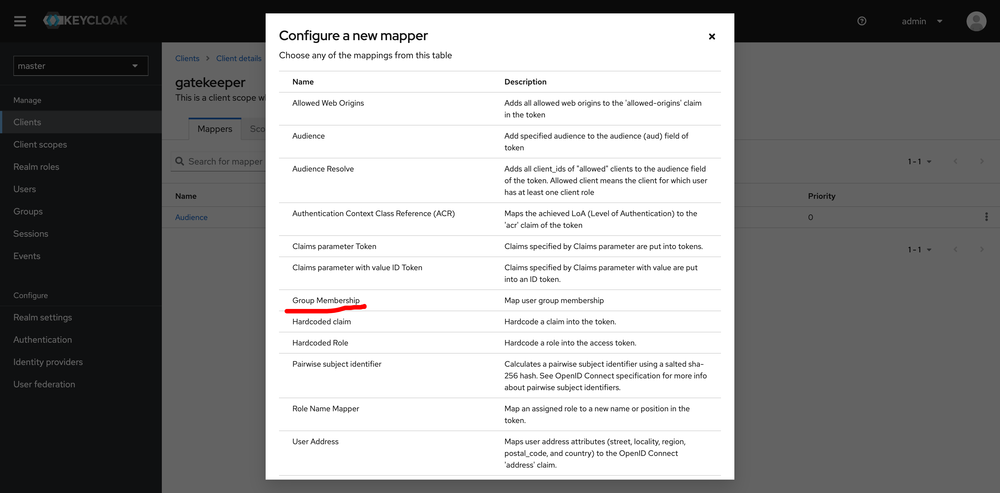 KEYCLOAK
admin
master
Manage
Clients
Client scopes
Realm roles
Users
Groups
Sessions
Events
Configure
Realm settings
Authentication
Identity providers
User federation
Clients > Client details
gatekeeper
This is a client scope w
Mappers Sco
Search for mapper
1 - 1
Name Priority
Audience 0
1 - 1
Configure a new mapper
Choose any of the mappings from this table
Name Description
Allowed Web Origins Adds all allowed web origins to the 'allowed-origins' claim
in the token
Audience Add specified audience to the audience (aud) field of
token
Audience Resolve Adds all client_ids of "allowed" clients to the audience field
of the token. Allowed client means the client for which user
has at least one client role
Authentication Context Class Reference (ACR) Maps the achieved LoA (Level of Authentication) to the
'acr' claim of the token
Claims parameter Token Claims specified by Claims parameter are put into tokens.
Claims parameter with value ID Token Claims specified by Claims parameter with value are put
into an ID token.
Group Membership Map user group membership
Hardcoded claim Hardcode a claim into the token.
Hardcoded Role Hardcode a role into the access token.
Pairwise subject identifier Calculates a pairwise subject identifier using a salted sha-
256 hash. See OpenID Connect specification for more info
about pairwise subject identifiers.
Role Name Mapper Map an assigned role to a new name or position in the
token.
User Address Maps user address attributes (street, locality, region,
postal_code, and country) to the OpenID Connect
'address' claim.